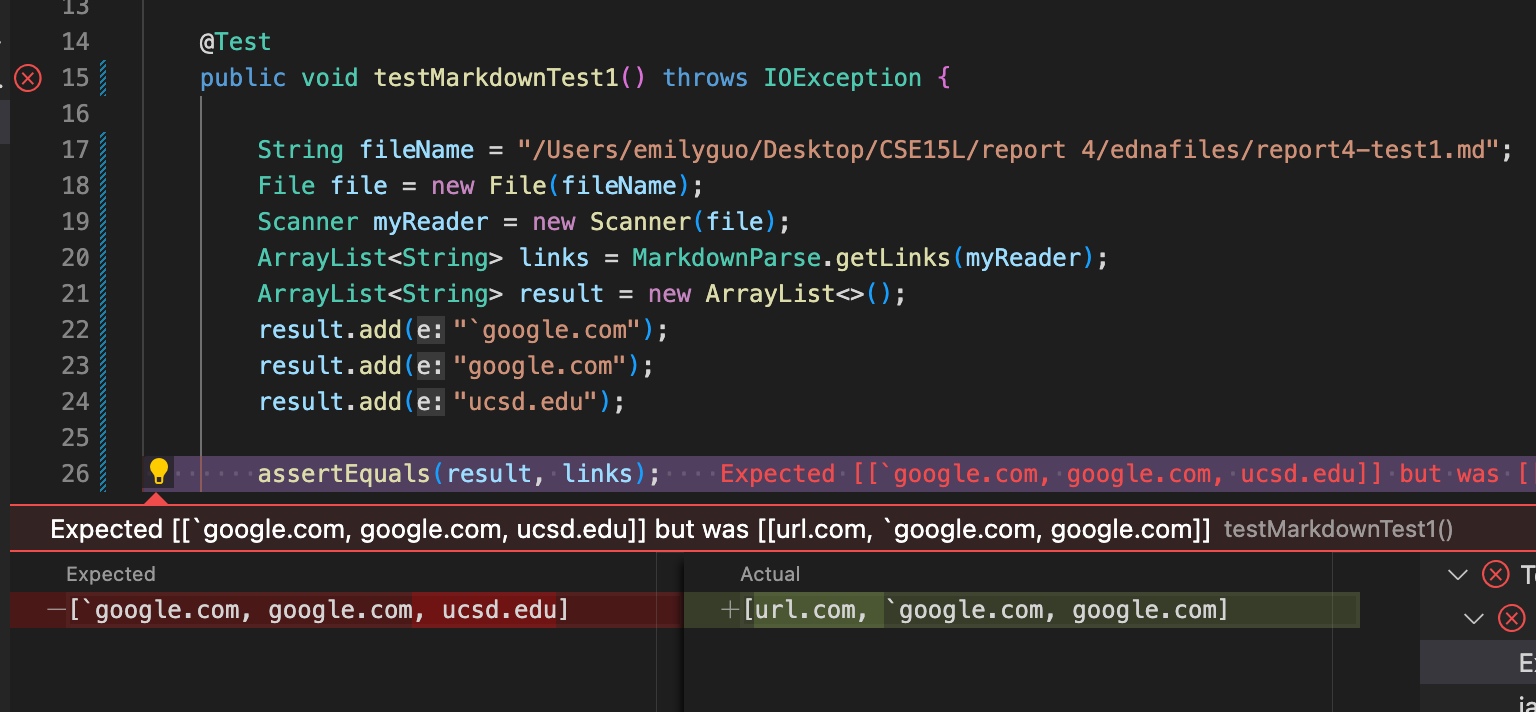 13
14 @Test
15 public void testMarkdownTest1() throws IOException {
16
17 String fileName = "/Users/emilyguo/Desktop/CSE15L/report 4/ednafiles/report4-test1.md";
18 File file = new File(fileName);
19 Scanner myReader = new Scanner(file);
20 ArrayList<String> links = MarkdownParse.getLinks(myReader);
21 ArrayList<String> result = new ArrayList<>();
22 result.add(e: "`google.com");
23 result.add(e: "google.com");
24 result.add(e: "ucsd.edu");
25
26 assertEquals(result, links); Expected [[`google.com, google.com, ucsd.edu]] but was [
Expected [[`google.com, google.com, ucsd.edu]] but was [[url.com, `google.com, google.com]] testMarkdownTest1()
Expected Actual
−[`google.com, google.com, ucsd.edu] +[url.com, `google.com, google.com]